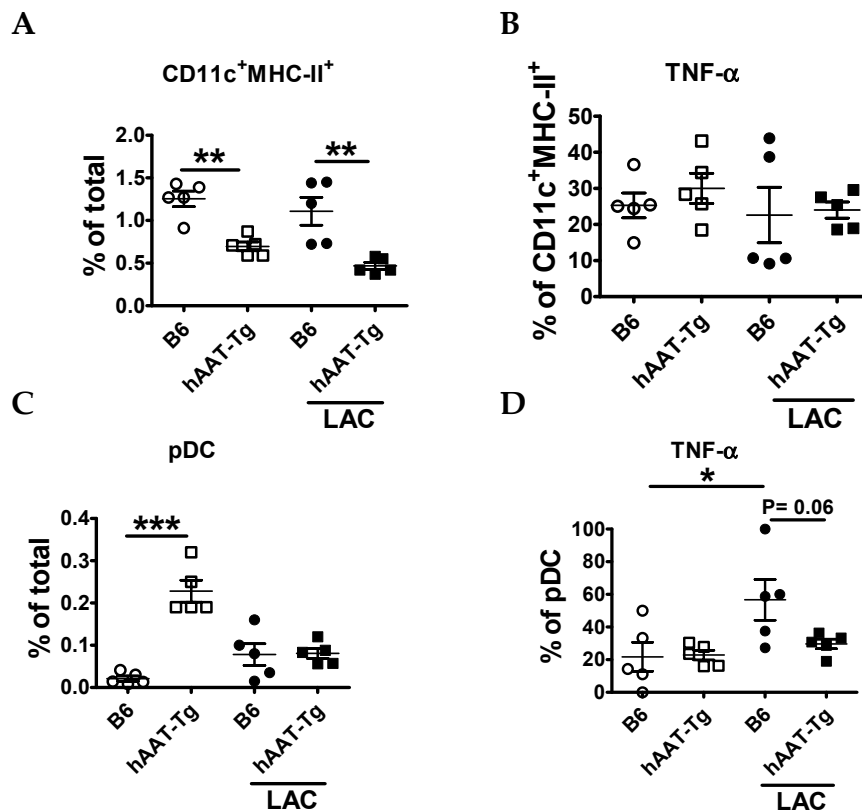 A
CD11c⁺MHC-II⁺
% of total
2.0
1.5
1.0
0.5
0.0
**
**
B6
hAAT-Tg
B6
hAAT-Tg
LAC
B
TNF-α
% of CD11c⁺MHC-II⁺
50
40
30
20
10
0
B6
hAAT-Tg
B6
hAAT-Tg
LAC
C
pDC
% of total
0.4
0.3
0.2
0.1
0.0
***
B6
hAAT-Tg
B6
hAAT-Tg
LAC
D
TNF-α
*
P= 0.06
% of pDC
100
80
60
40
20
0
B6
hAAT-Tg
B6
hAAT-Tg
LAC